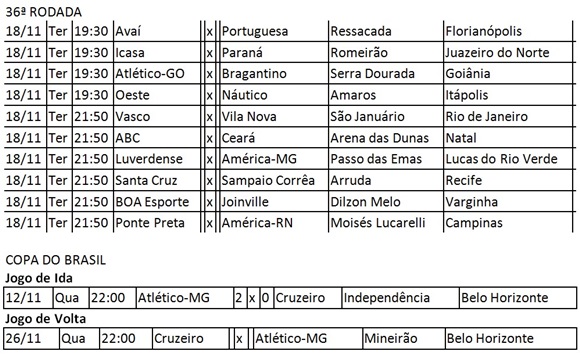 36ª RODADA
18/11 Ter 19:30 Avaí x Portuguesa Ressacada Florianópolis
18/11 Ter 19:30 Icasa x Paraná Romeirão Juazeiro do Norte
18/11 Ter 19:30 Atlético-GO x Bragantino Serra Dourada Goiânia
18/11 Ter 19:30 Oeste x Náutico Amaros Itápolis
18/11 Ter 21:50 Vasco x Vila Nova São Januário Rio de Janeiro
18/11 Ter 21:50 ABC x Ceará Arena das Dunas Natal
18/11 Ter 21:50 Luverdense x América-MG Passo das Emas Lucas do Rio Verde
18/11 Ter 21:50 Santa Cruz x Sampaio Corrêa Arruda Recife
18/11 Ter 21:50 BOA Esporte x Joinville Dilzon Melo Varginha
18/11 Ter 21:50 Ponte Preta x América-RN Moisés Lucarelli Campinas
COPA DO BRASIL
Jogo de Ida
12/11 Qua 22:00 Atlético-MG 2 x 0 Cruzeiro Independência Belo Horizonte
Jogo de Volta
26/11 Qua 22:00 Cruzeiro x Atlético-MG Mineirão Belo Horizonte